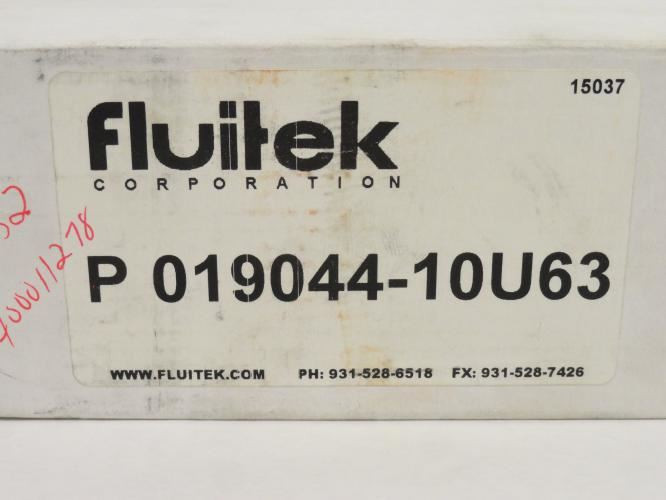 15037
fluitek
CORPORATION
P 019044-10U63
WWW.FLUITEK.COM PH: 931-528-6518 FX: 931-528-7426